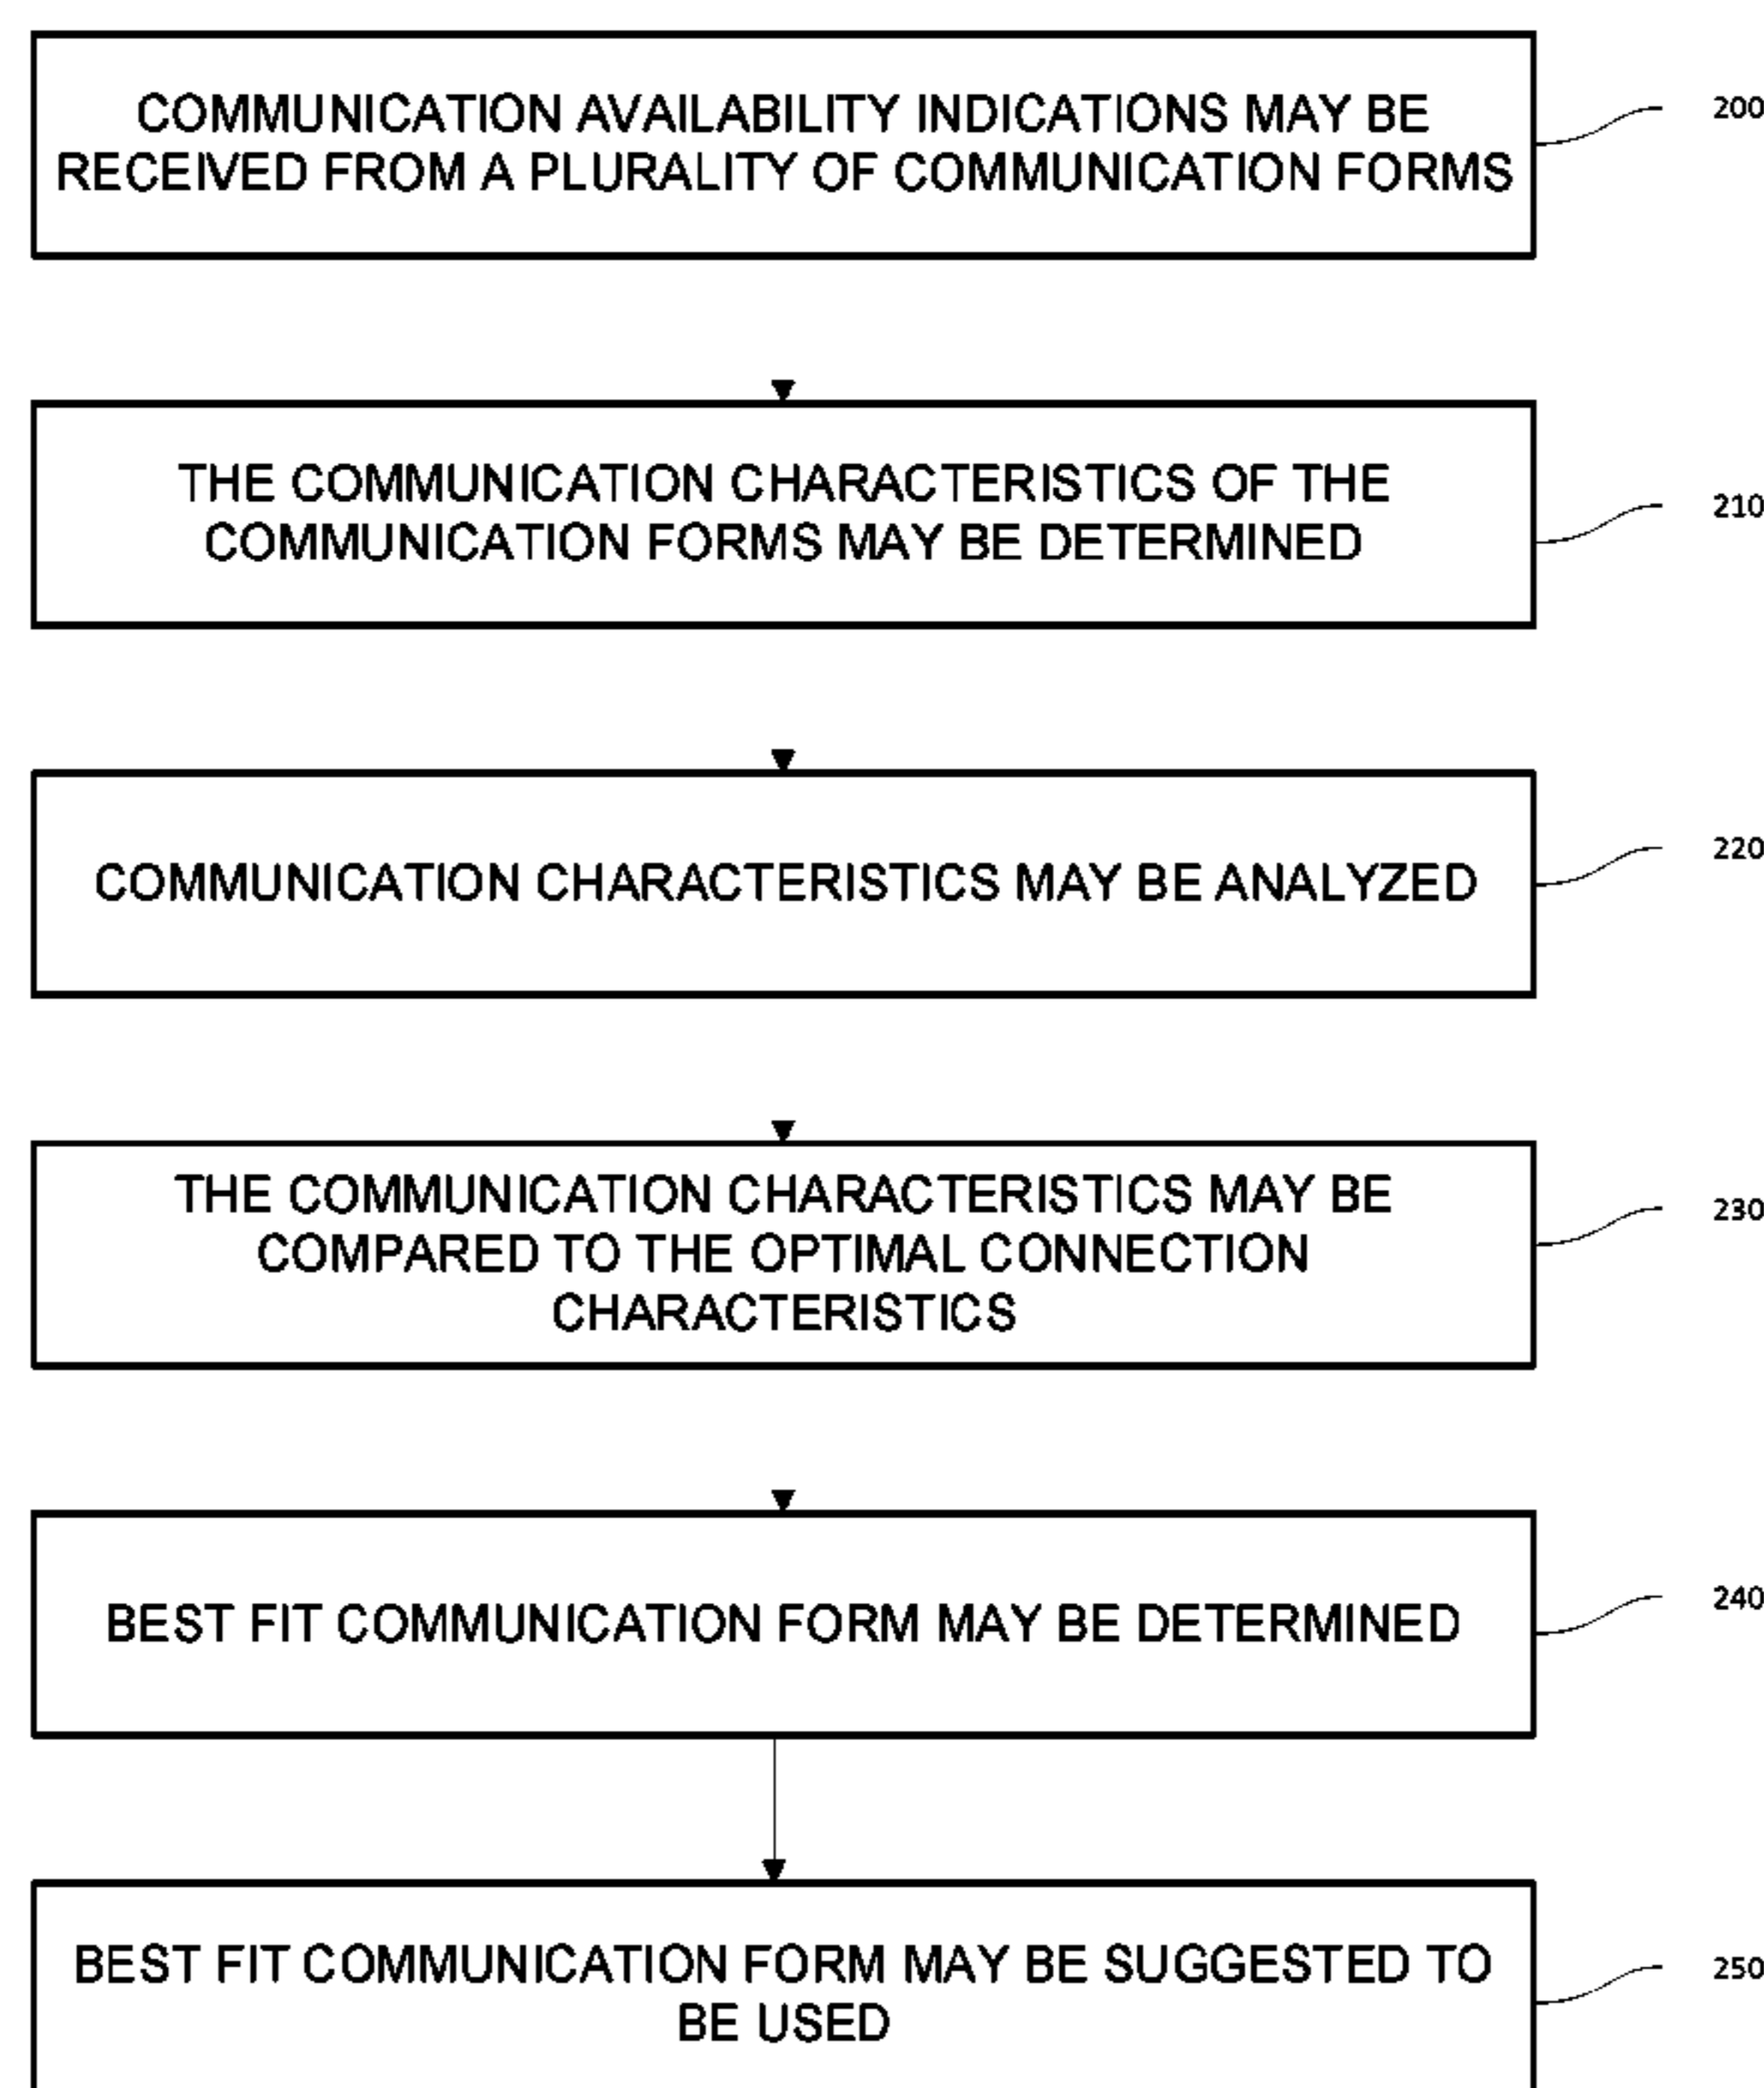 COMMUNICATION AVAILABILITY INDICATIONS MAY BE
RECEIVED FROM A PLURALITY OF COMMUNICATION FORMS
200
THE COMMUNICATION CHARACTERISTICS OF THE
COMMUNICATION FORMS MAY BE DETERMINED
210
COMMUNICATION CHARACTERISTICS MAY BE ANALYZED
220
THE COMMUNICATION CHARACTERISTICS MAY BE
COMPARED TO THE OPTIMAL CONNECTION
CHARACTERISTICS
230
BEST FIT COMMUNICATION FORM MAY BE DETERMINED
240
BEST FIT COMMUNICATION FORM MAY BE SUGGESTED TO
BE USED
250